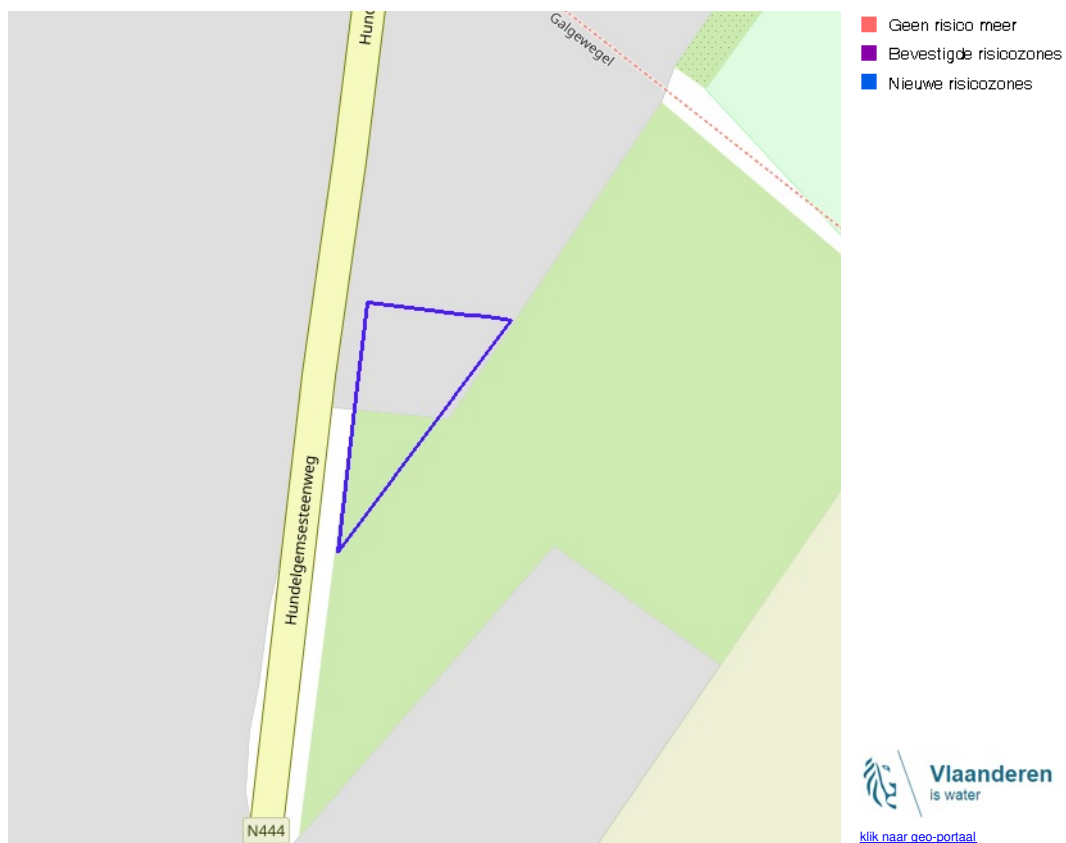 Hund
Galgewegel
Hundelgemsesteenweg
N444
Geen risico meer
Bevestigde risicozones
Nieuwe risicozones
Vlaanderen
is water
klik naar geo-portaal